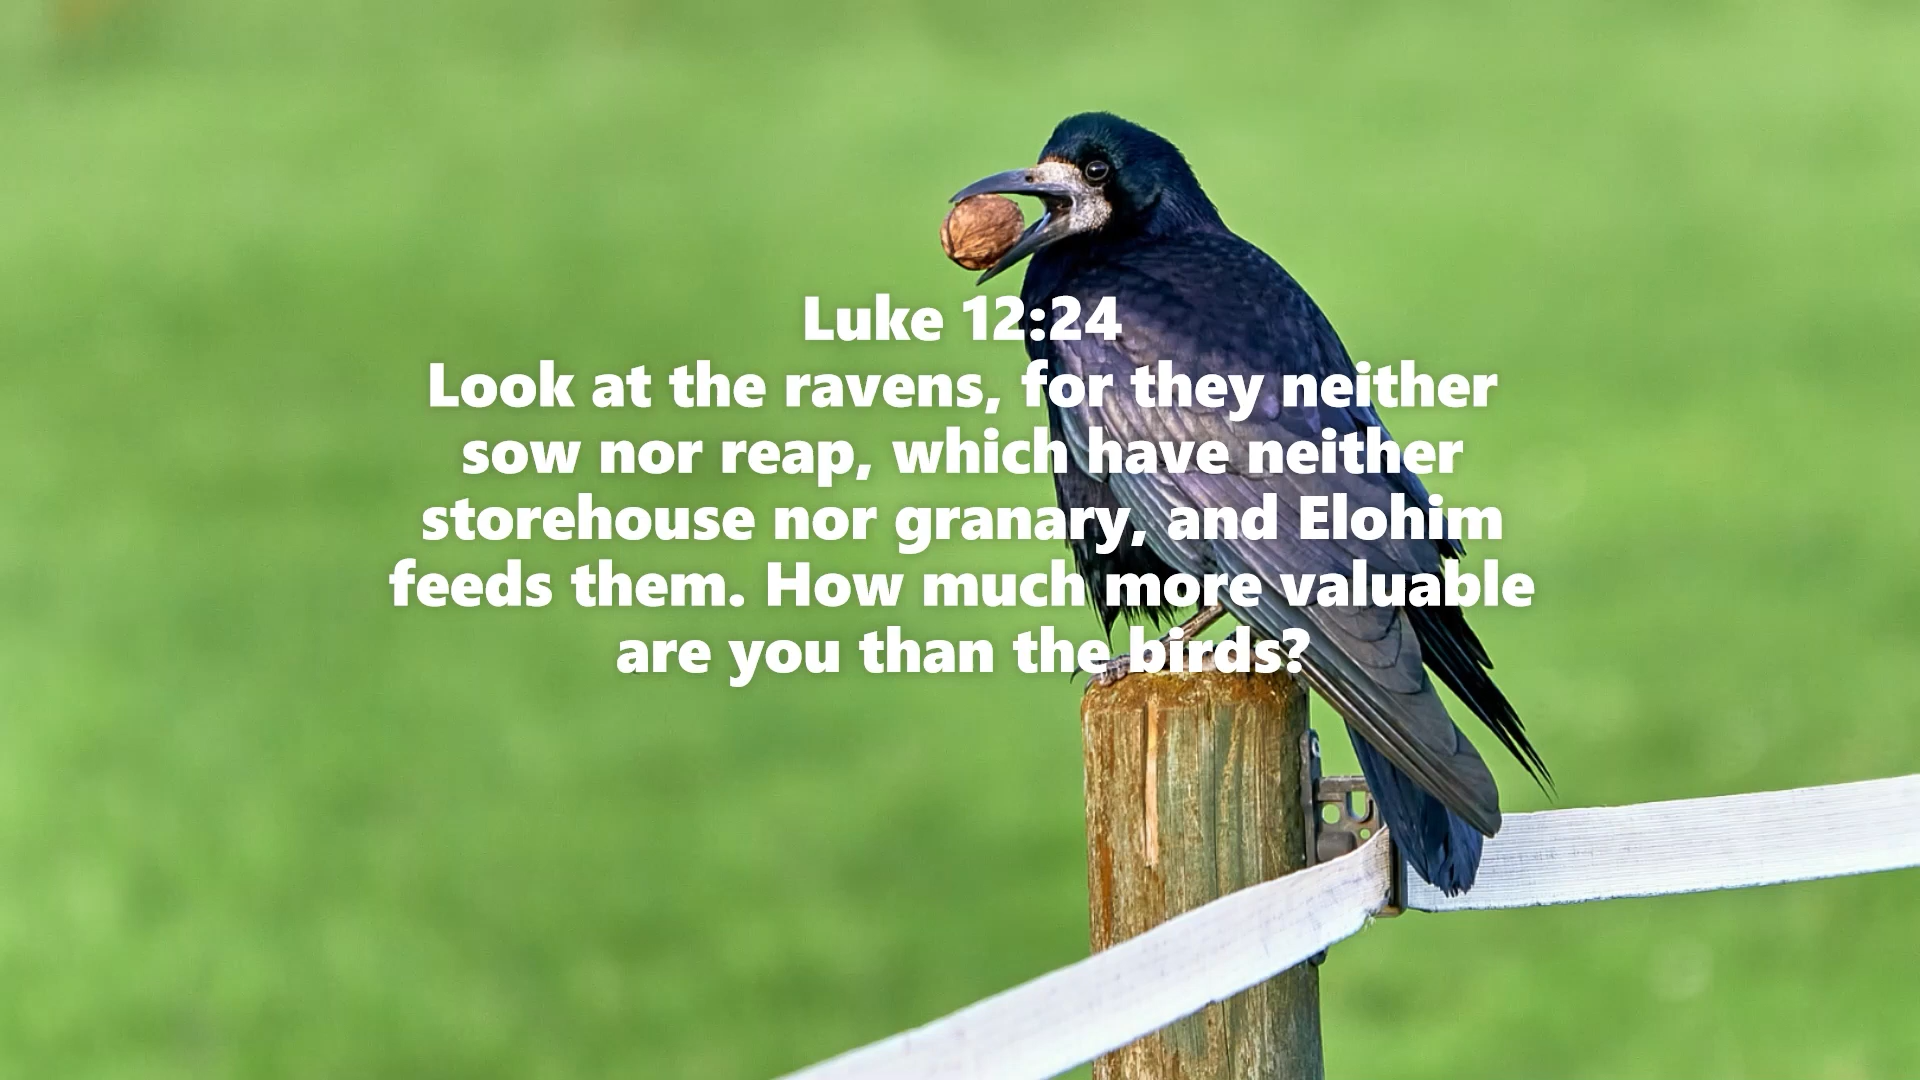 Luke 12:24
Look at the ravens, for they neither
sow nor reap, which have neither
storehouse nor granary, and Elohim
feeds them. How much more valuable
are you than the birds?